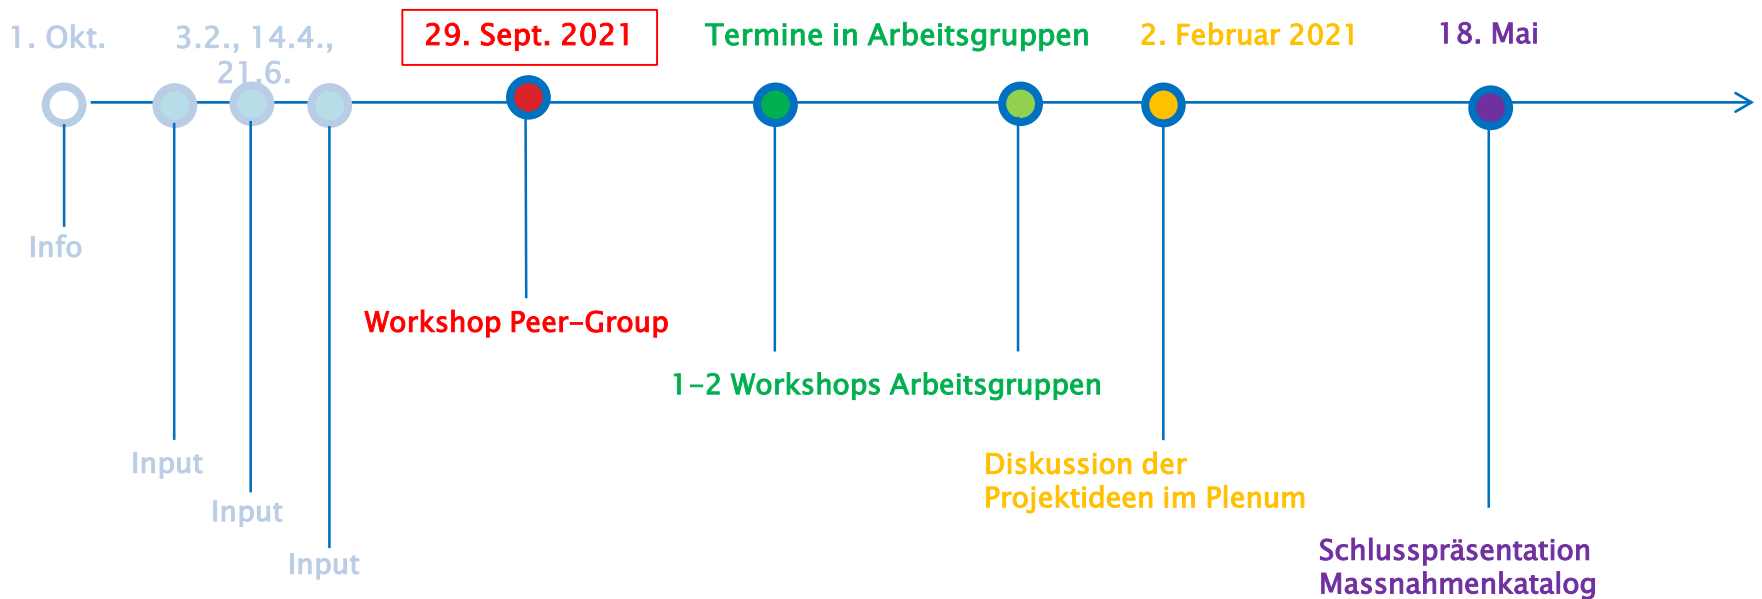 1. Okt.
3.2., 14.4.,
21.6.
29. Sept. 2021
Termine in Arbeitsgruppen
2. Februar 2021
18. Mai
Info
Workshop Peer-Group
1-2 Workshops Arbeitsgruppen
Input
Input
Input
Diskussion der
Projektideen im Plenum
Schlusspräsentation
Massnahmenkatalog